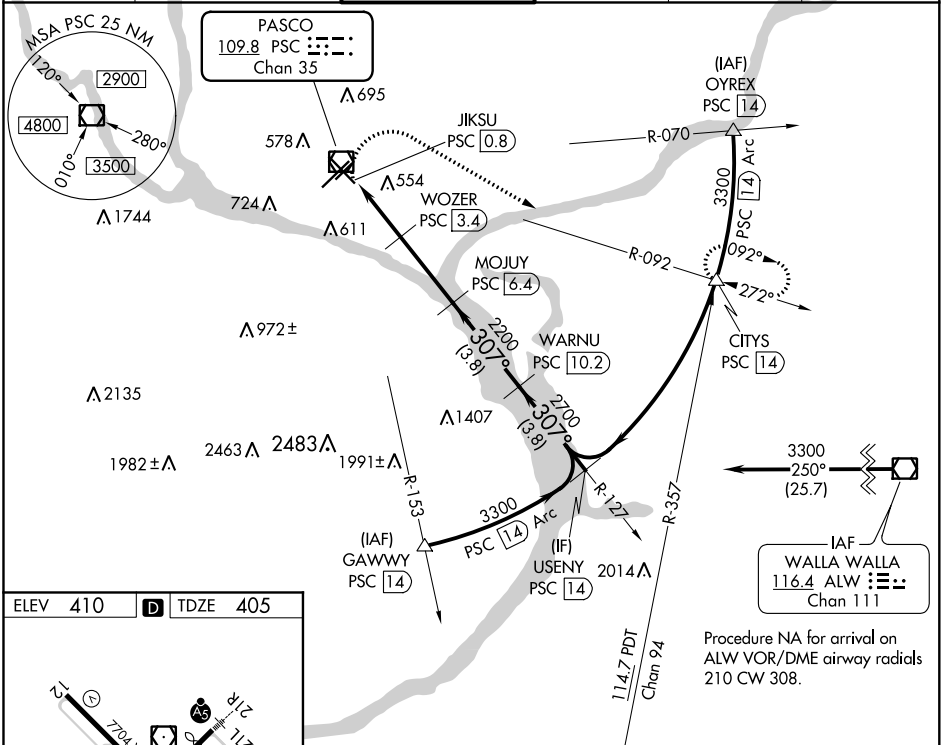 MSA PSC 25 NM
120°
2900
4800
280°
010°
3500
PASCO
109.8 PSC
Chan 35
695
578
JIKSU
PSC 0.8
(IAF)
OYREX
PSC 14
R-070
3300
PSC 14 Arc
554
WOZER
PSC 3.4
724
611
1744
R-092
092°
272°
MOJUY
PSC 6.4
CITYS
PSC 14
972±
2200
307°
(3.8)
WARNU
PSC 10.2
2135
1407
2700
307°
(3.8)
1982±
2463
2483
1991±
R-153
R-127
R-357
3300
250°
(25.7)
3300
PSC 14 Arc
(IAF)
GAWWY
PSC 14
(IF)
USENY
PSC 14
2014
IAF
WALLA WALLA
116.4 ALW
Chan 111
114.7 PDT
Chan 94
Procedure NA for arrival on
ALW VOR/DME airway radials
210 CW 308.
ELEV 410
D
TDZE 405
12
V
7704
A5
21R
21L